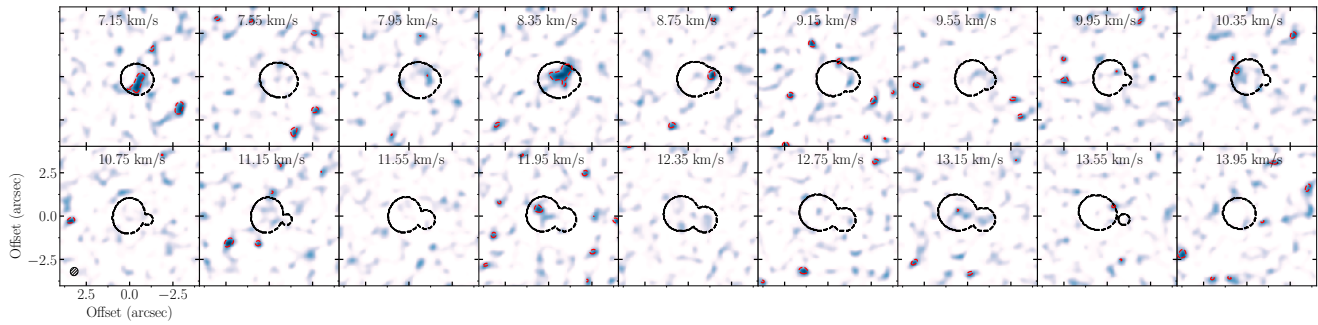 7.15 km/s 7.55 km/s 7.95 km/s 8.35 km/s 8.75 km/s 9.15 km/s 9.55 km/s 9.95 km/s 10.35 km/s
10.75 km/s 11.15 km/s 11.55 km/s 11.95 km/s 12.35 km/s 12.75 km/s 13.15 km/s 13.55 km/s 13.95 km/s
2.5
0.0
−2.5
Offset (arcsec)
2.5 0.0 −2.5
Offset (arcsec)